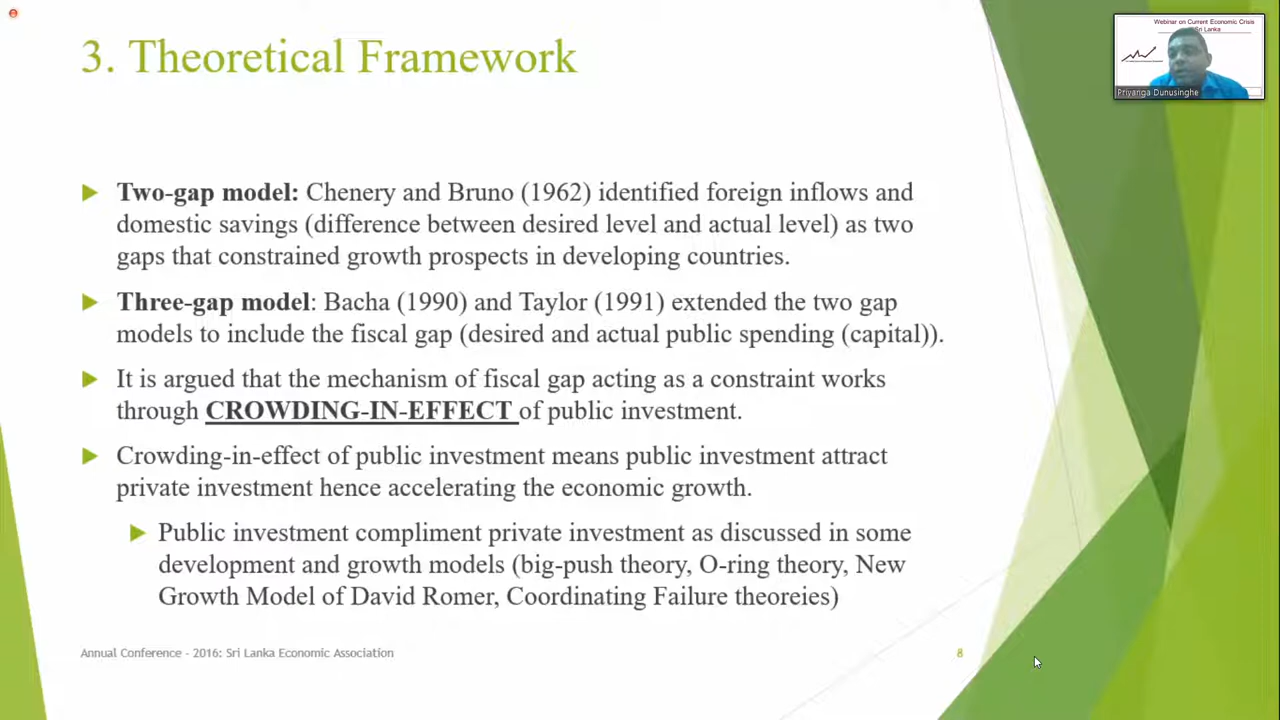 3. Theoretical Framework
Webinar on Current Economic Crisis
Sri Lanka
Priyanga Dunusinghe
Two-gap model: Chenery and Bruno (1962) identified foreign inflows and
domestic savings (difference between desired level and actual level) as two
gaps that constrained growth prospects in developing countries.
Three-gap model: Bacha (1990) and Taylor (1991) extended the two gap
models to include the fiscal gap (desired and actual public spending (capital)).
It is argued that the mechanism of fiscal gap acting as a constraint works
through CROWDING-IN-EFFECT of public investment.
Crowding-in-effect of public investment means public investment attract
private investment hence accelerating the economic growth.
Public investment compliment private investment as discussed in some
development and growth models (big-push theory, O-ring theory, New
Growth Model of David Romer, Coordinating Failure theoreies)
Annual Conference - 2016: Sri Lanka Economic Association
8